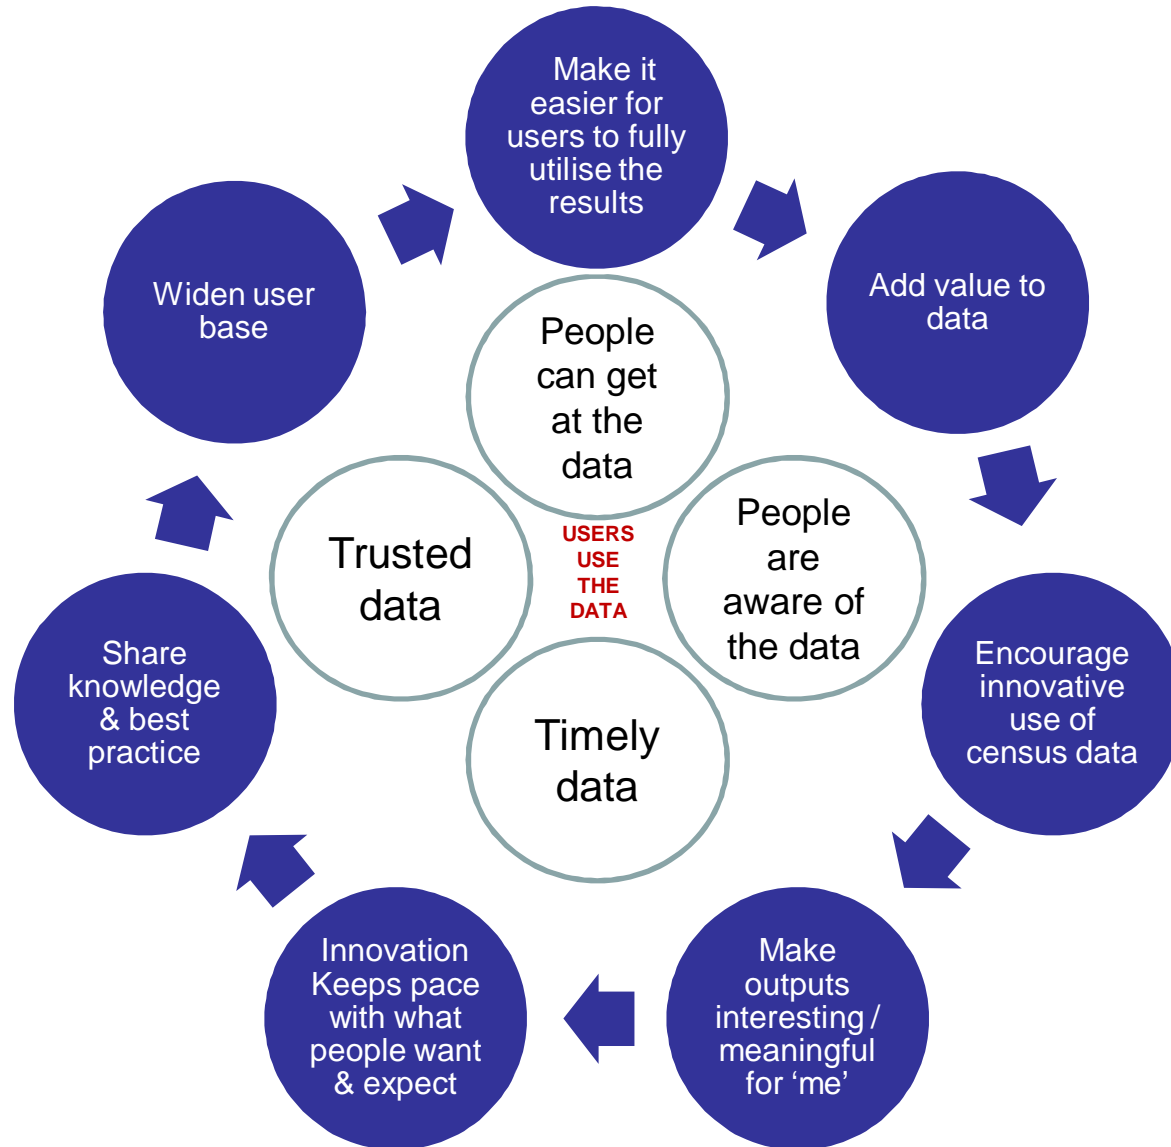 Make it
easier for
users to fully
utilise the
results
Add value to
data
Encourage
innovative
use of
census data
Make
outputs
interesting /
meaningful
for ‘me’
Innovation
Keeps pace
with what
people want
& expect
Share
knowledge
& best
practice
Widen user
base
People
can get
at the
data
People
are
aware of
the data
Timely
data
Trusted
data
USERS
USE
THE
DATA